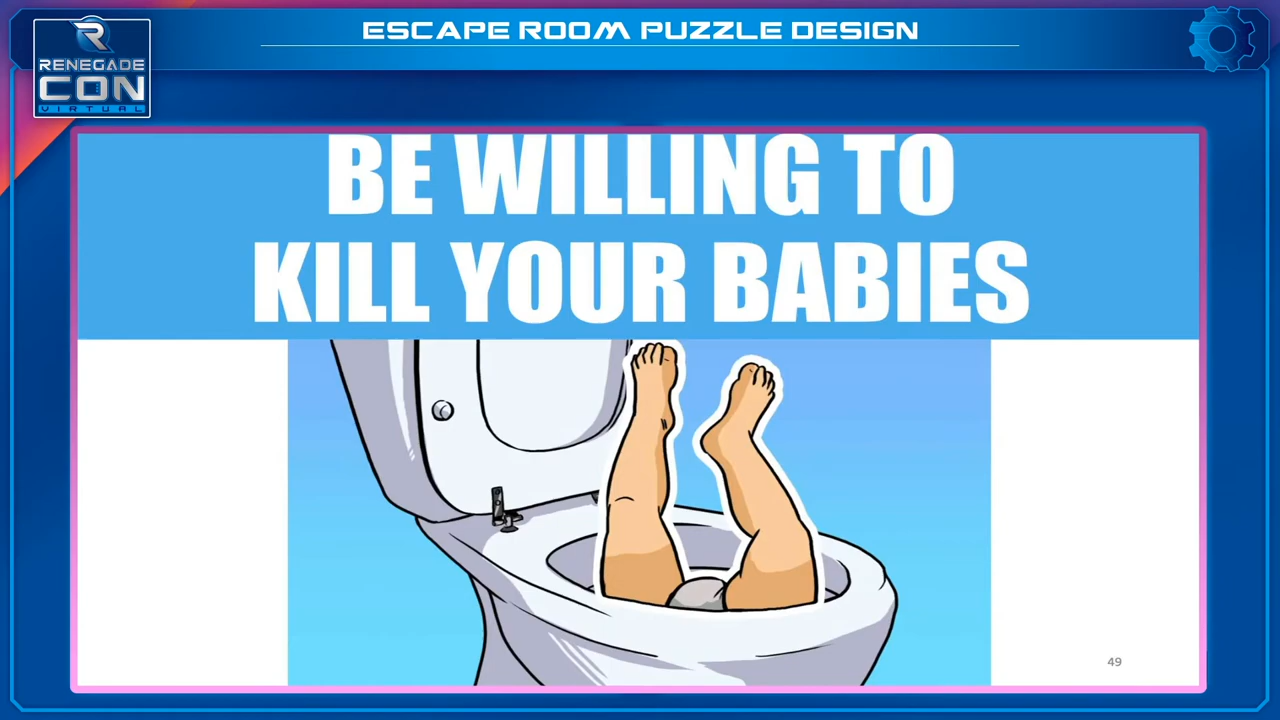 ESCAPE ROOM PUZZLE DESIGN
RENEGADE
CON
VIRTUAL
BE WILLING TO
KILL YOUR BABIES
49